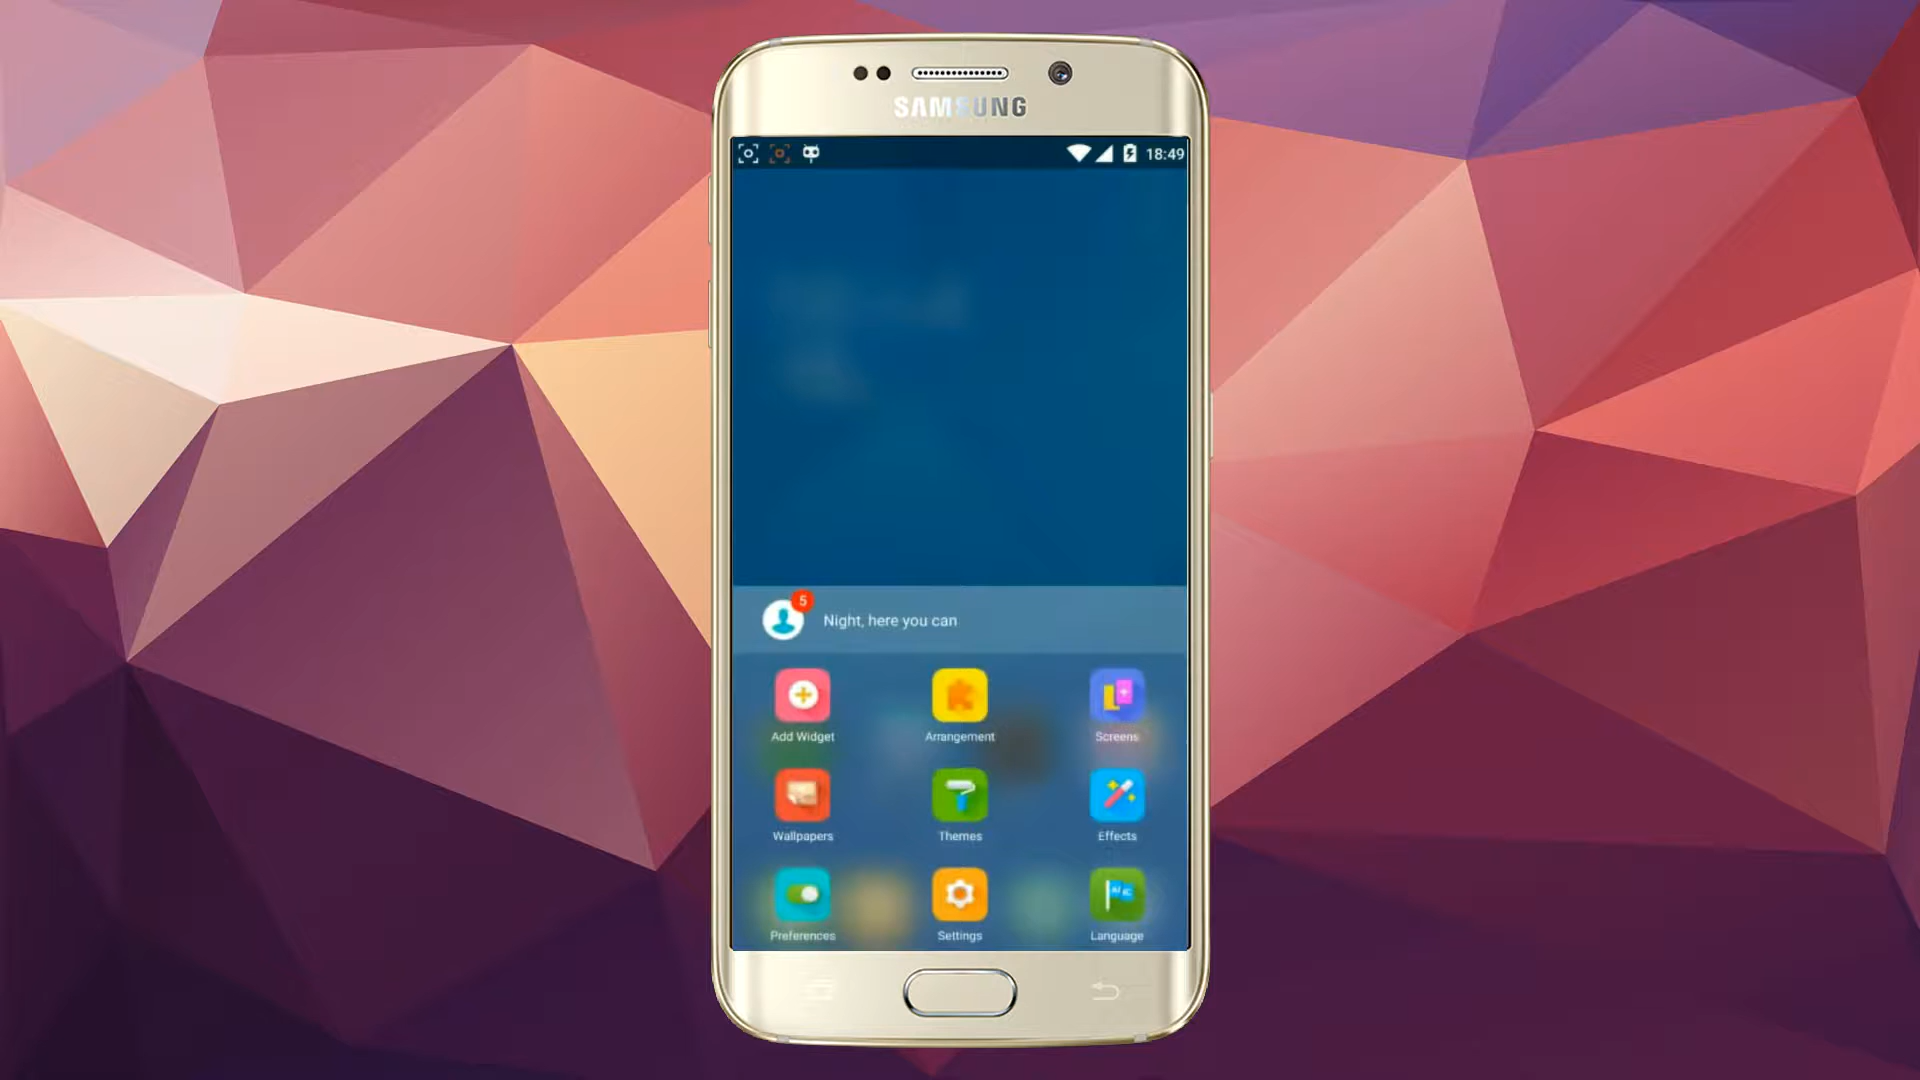 SAMSUNG
18:49
5
Night, here you can
Add Widget
Arrangement
Screens
Wallpapers
Themes
Effects
Preferences
Settings
Language